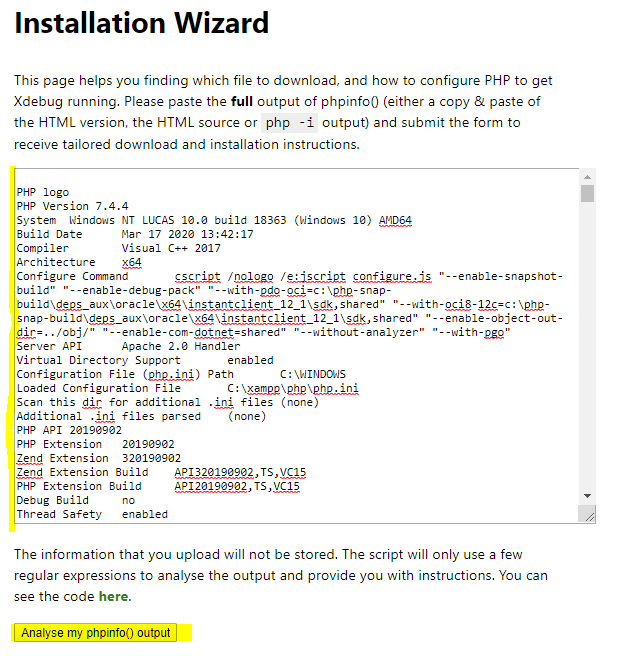 Installation Wizard
This page helps you finding which file to download, and how to configure PHP to get
Xdebug running. Please paste the full output of phpinfo() (either a copy & paste of
the HTML version, the HTML source or php -i output) and submit the form to
receive tailored download and installation instructions.
PHP logo
PHP Version 7.4.4
System Windows NT LUCAS 10.0 build 18363 (Windows 10) AMD64
Build Date Mar 17 2020 13:42:17
Compiler Visual C++ 2017
Architecture x64
Configure Command cscript /nologo /e:jscript configure.js "--enable-snapshot-
build" "--enable-debug-pack" "--with-pdo-oci=c:\php-snap-
build\deps_aux\oracle\x64\instantclient_12_1\sdk,shared" "--with-oci8-12c=c:\php-
snap-build\deps_aux\oracle\x64\instantclient_12_1\sdk,shared" "--enable-object-out-
dir=../obj/" "--enable-com-dotnet=shared" "--without-analyzer" "--with-pgo"
Server API Apache 2.0 Handler
Virtual Directory Support enabled
Configuration File (php.ini) Path C:\WINDOWS
Loaded Configuration File C:\xampp\php\php.ini
Scan this dir for additional .ini files (none)
Additional .ini files parsed (none)
PHP API 20190902
PHP Extension 20190902
Zend Extension 320190902
Zend Extension Build API320190902,TS,VC15
PHP Extension Build API20190902,TS,VC15
Debug Build no
Thread Safety enabled
The information that you upload will not be stored. The script will only use a few
regular expressions to analyse the output and provide you with instructions. You can
see the code here.
Analyse my phpinfo() output